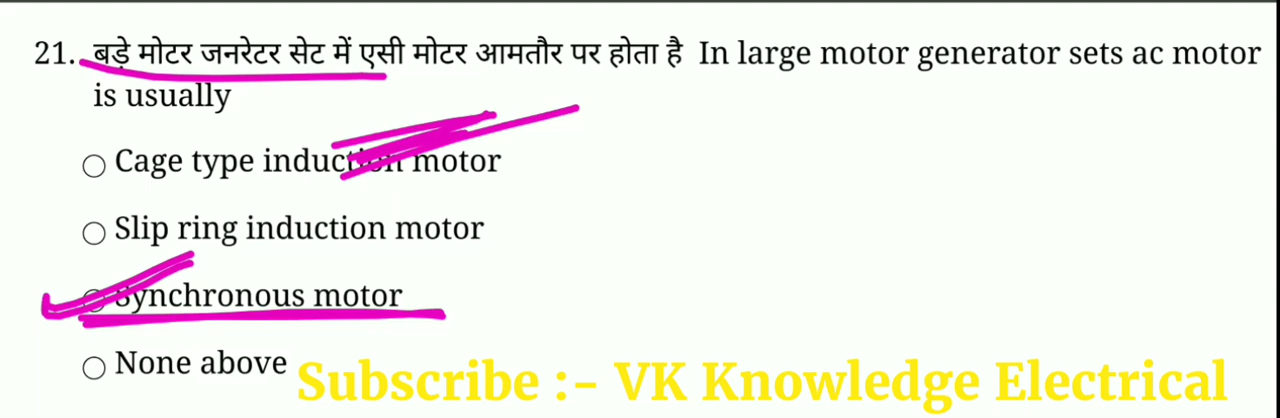 21. बड़े मोटर जनरेटर सेट में एसी मोटर आमतौर पर होता है In large motor generator sets ac motor
is usually
Cage type induction motor
Slip ring induction motor
Synchronous motor
None above
Subscribe :- VK Knowledge Electrical